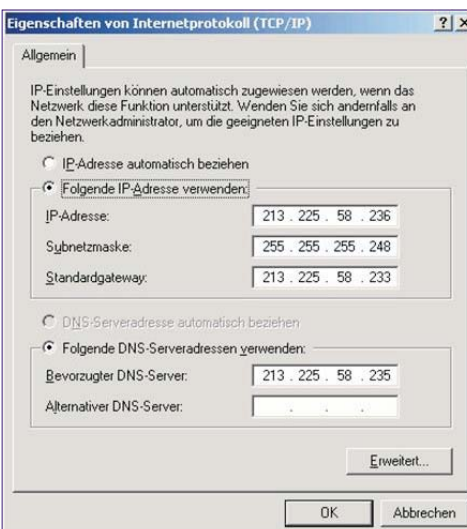 Eigenschaften von Internetprotokoll (TCP/IP) ? X
Allgemein
IP-Einstellungen können automatisch zugewiesen werden, wenn das
Netzwerk diese Funktion unterstützt. Wenden Sie sich andernfalls an
den Netzwerkadministrator, um die geeigneten IP-Einstellungen zu
beziehen.
IP-Adresse automatisch beziehen
Folgende IP-Adresse verwenden:
IP-Adresse: 213 . 225 . 58 . 236
Subnetzmaske: 255 . 255 . 255 . 248
Standardgateway: 213 . 225 . 58 . 233
DNS-Serveradresse automatisch beziehen
Folgende DNS-Serveradressen verwenden:
Bevorzugter DNS-Server: 213 . 225 . 58 . 235
Alternativer DNS-Server: . . .
Erweitert...
OK Abbrechen